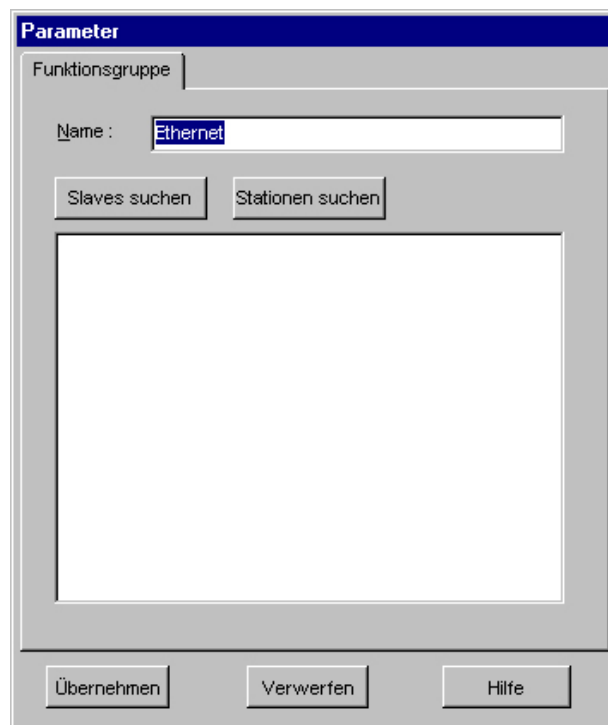 Parameter
Funktionsgruppe
Name : Ethernet
Slaves suchen Stationen suchen
Übernehmen Verwerfen Hilfe